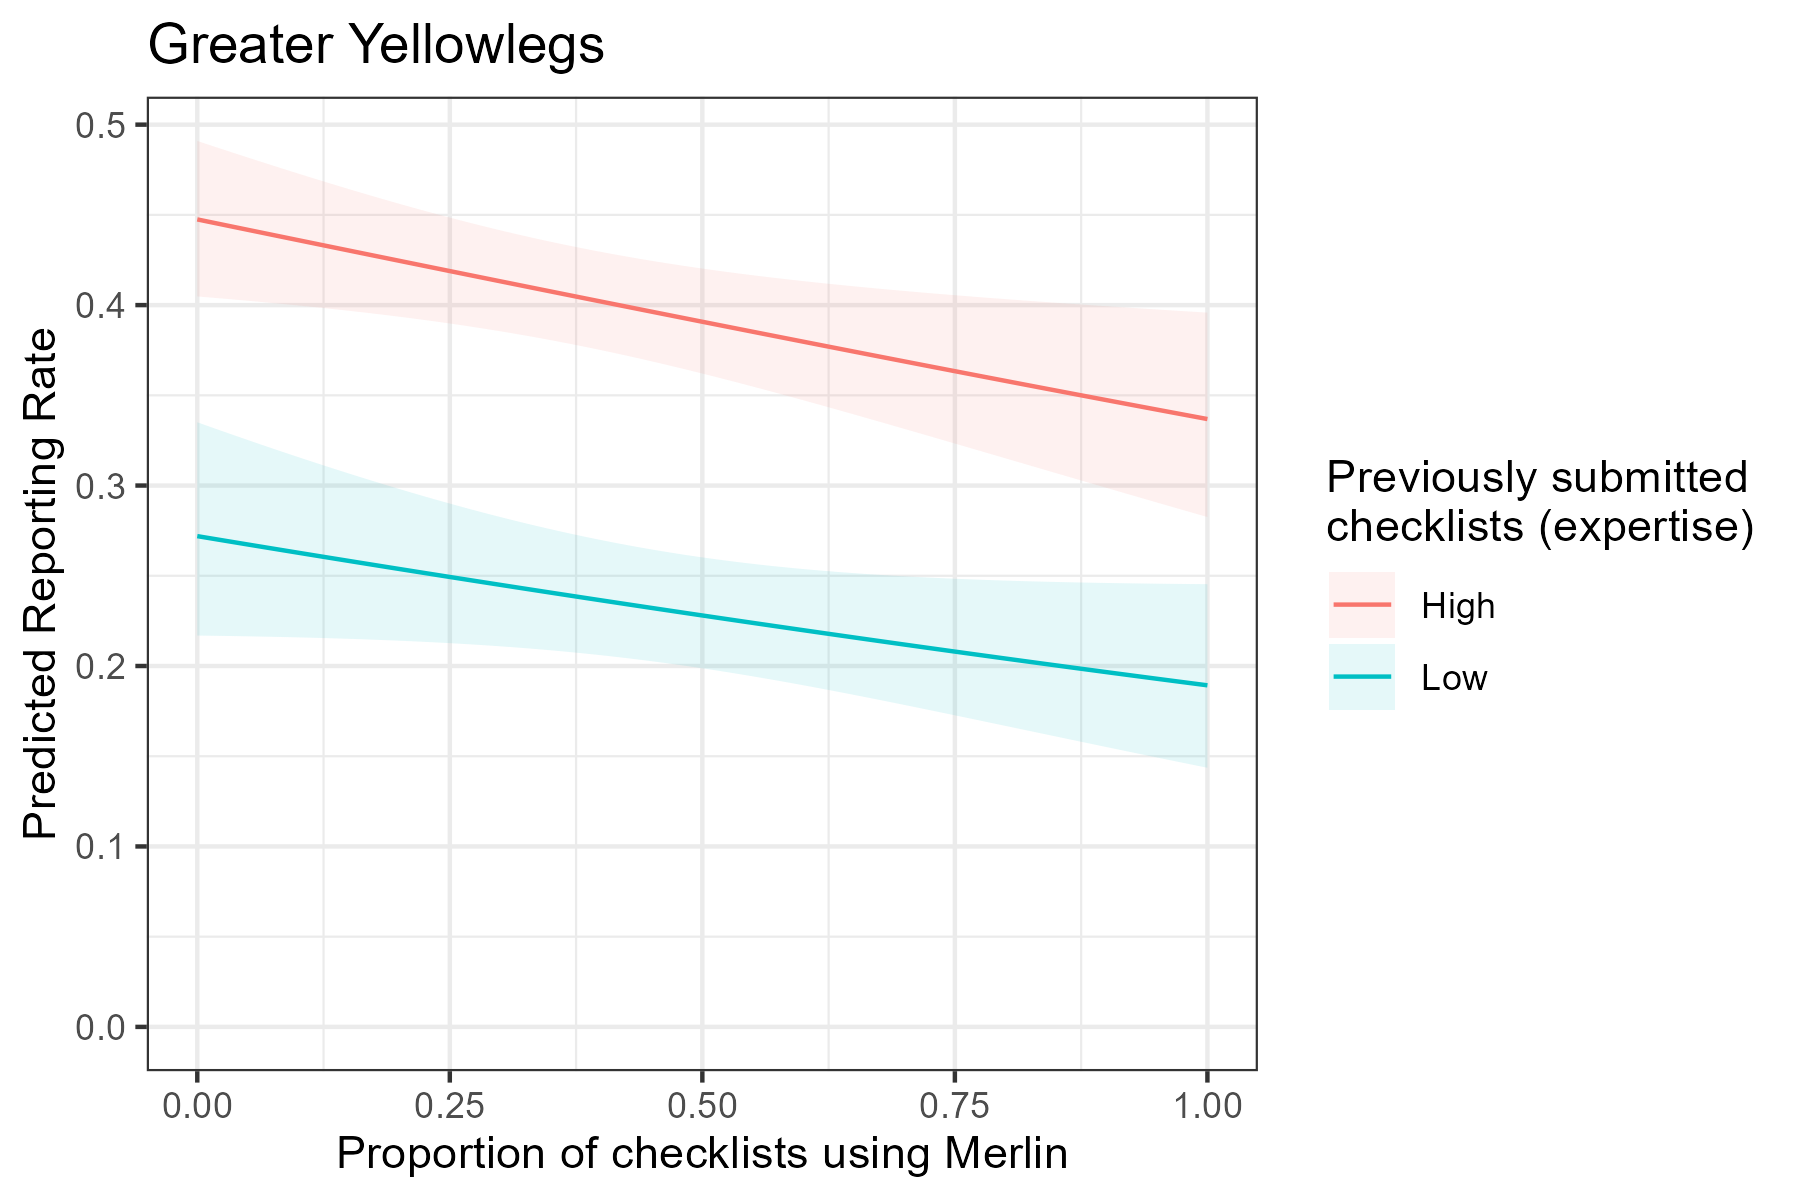 Greater Yellowlegs
0.5
0.4
0.3
0.2
0.1
0.0
Predicted Reporting Rate
0.00 0.25 0.50 0.75 1.00
Proportion of checklists using Merlin
Previously submitted
checklists (expertise)
High
Low